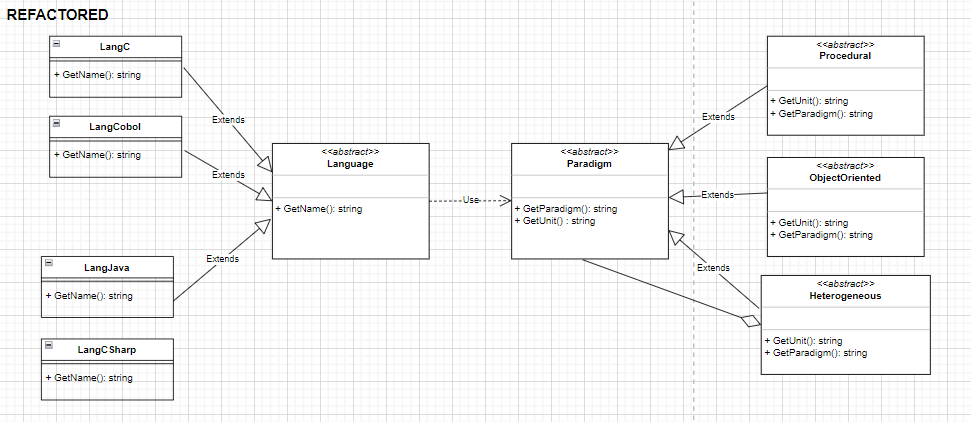 REFACTORED
LangC
+ GetName(): string
Extends
LangCobol
+ GetName(): string
Extends
LangJava
+ GetName(): string
Extends
LangCSharp
+ GetName(): string
<<abstract>>
Language
+ GetName(): string
Use
<<abstract>>
Paradigm
+ GetParadigm(): string
+ GetUnit() : string
<<abstract>>
Procedural
+ GetUnit(): string
+ GetParadigm(): string
Extends
<<abstract>>
ObjectOriented
+ GetUnit(): string
+ GetParadigm(): string
Extends
<<abstract>>
Heterogeneous
+ GetUnit(): string
+ GetParadigm(): string
Extends